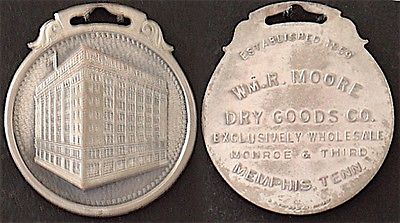 ESTABLISHED 1859
WM. R. MOORE
DRY GOODS CO.
EXCLUSIVELY WHOLESALE
MONROE & THIRD
MEMPHIS, TENN.